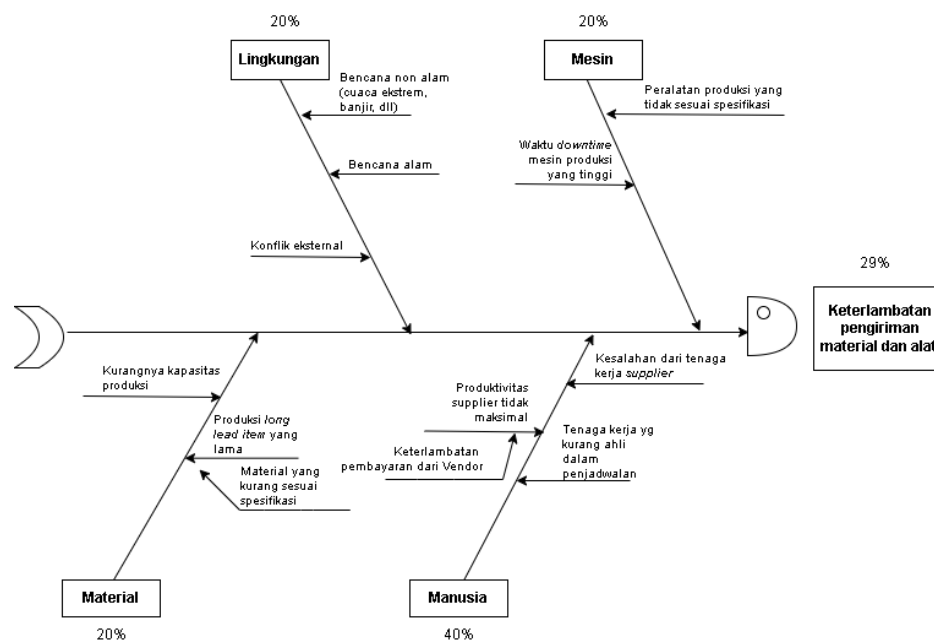 20%
Lingkungan
Bencana non alam
(cuaca ekstrem,
banjir, dll)
Bencana alam
Konflik eksternal
20%
Mesin
Peralatan produksi yang
tidak sesuai spesifikasi
Waktu downtime
mesin produksi
yang tinggi
29%
Keterlambatan
pengiriman
material dan alat
Kurangnya kapasitas
produksi
Produksi long
lead item yang
lama
Material yang
kurang sesuai
spesifikasi
Material
20%
Kesalahan dari tenaga
kerja supplier
Produktivitas
supplier tidak
maksimal
Keterlambatan
pembayaran dari Vendor
Tenaga kerja yg
kurang ahli
dalam
penjadwalan
Manusia
40%